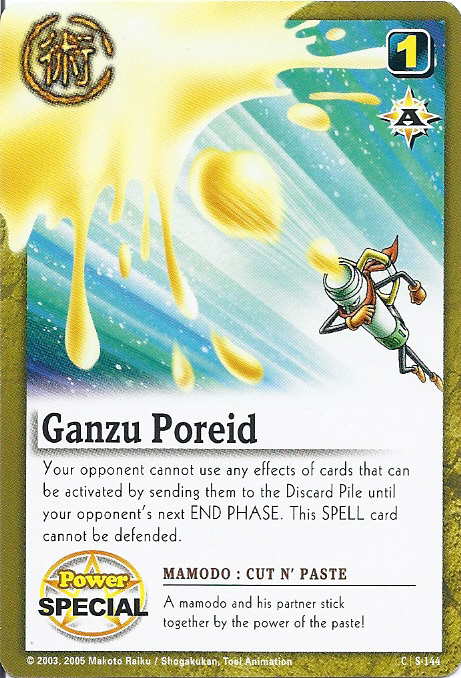 術
1
A
Ganzu Poreid
Your opponent cannot use any effects of cards that can
be activated by sending them to the Discard Pile until
your opponent's next END PHASE. This SPELL card
cannot be defended.
Power
SPECIAL
MAMODO : CUT N' PASTE
A mamodo and his partner stick
together by the power of the paste!
© 2003, 2005 Makoto Raiku / Shogakukan, Toei Animation
C | S-144